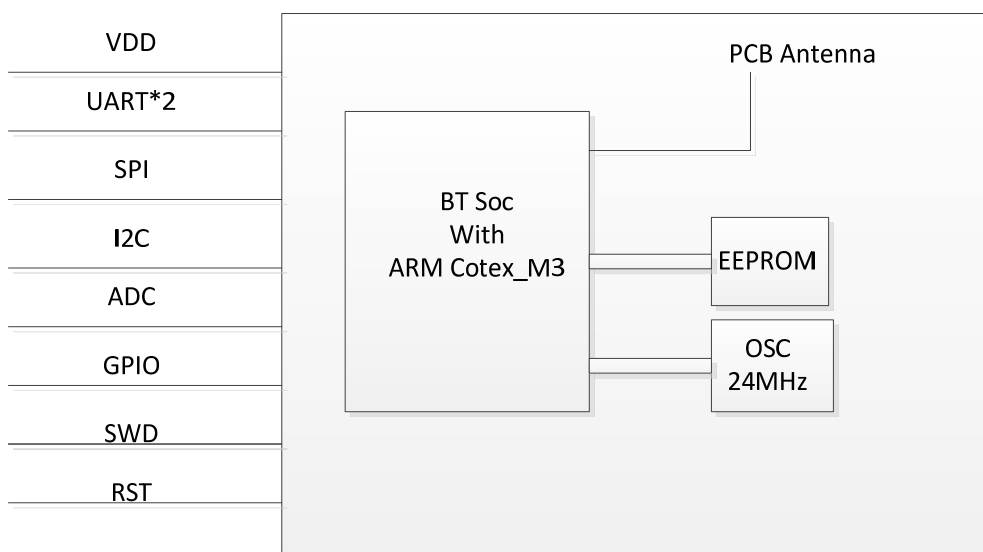 VDD
UART*2
SPI
I2C
ADC
GPIO
SWD
RST
PCB Antenna
BT Soc
With
ARM Cotex_M3
EEPROM
OSC
24MHz